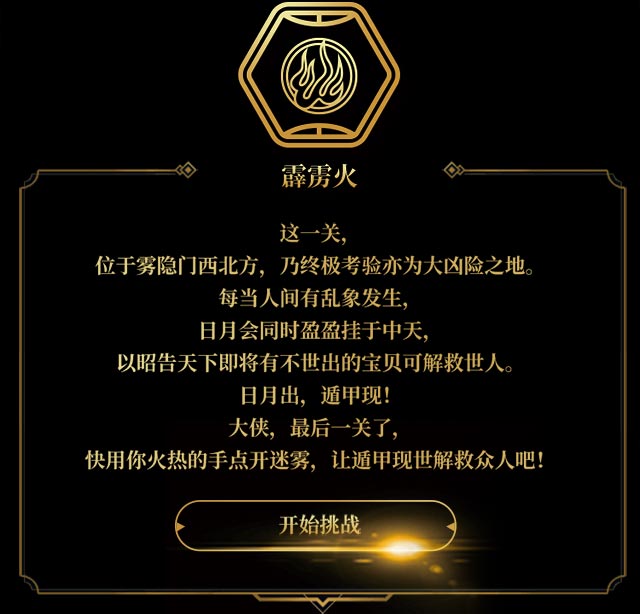 霹雳火
这一关，
位于雾隐门西北方，乃终极考验亦为大凶险之地。
每当人间有乱象发生，
日月会同时盈盈挂于中天，
以昭告天下即将有不世出的宝贝可解救世人。
日月出，遁甲现！
大侠，最后一关了，
快用你火热的手点开迷雾，让遁甲现世解救众人吧！
开始挑战